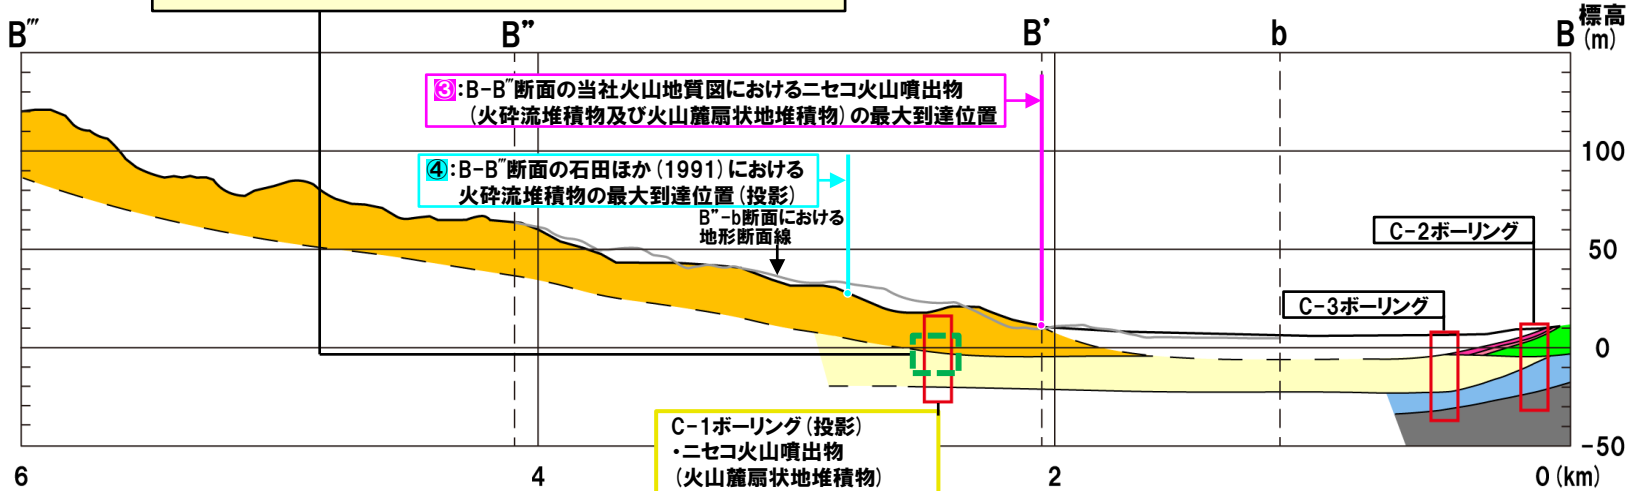 B‴
B”
B’
b
B
標高
(m)
③:B-B‴断面の当社火山地質図におけるニセコ火山噴出物
(火砕流堆積物及び火山麓扇状地堆積物)の最大到達位置
④:B-B‴断面の石田ほか(1991)における
火砕流堆積物の最大到達位置(投影)
B”-b断面における
地形断面線
C-2ボーリング
C-3ボーリング
C-1ボーリング(投影)
・ニセコ火山噴出物
(火山麓扇状地堆積物)
100
50
0
-50
6
4
2
0(km)